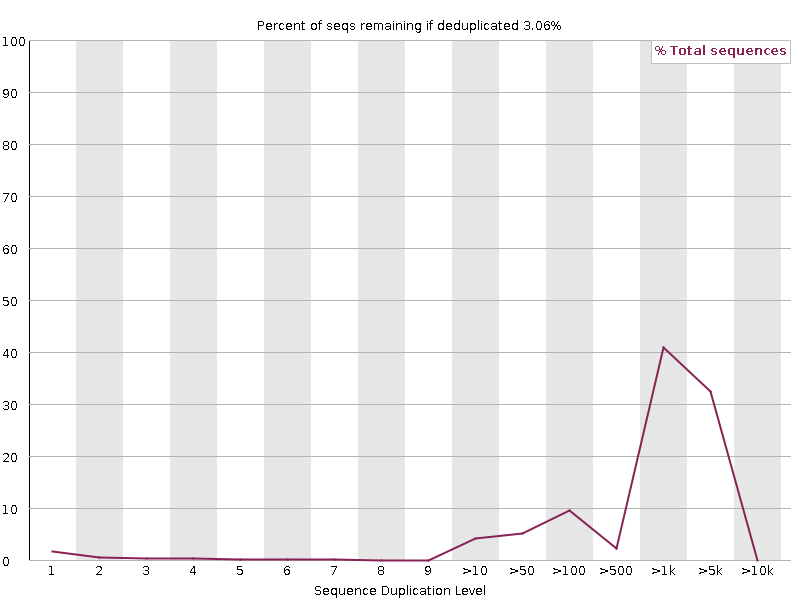 Percent of seqs remaining if deduplicated 3.06%
% Total sequences
100
90
80
70
60
50
40
30
20
10
0
1 2 3 4 5 6 7 8 9 >10 >50 >100 >500 >1k >5k >10k
Sequence Duplication Level